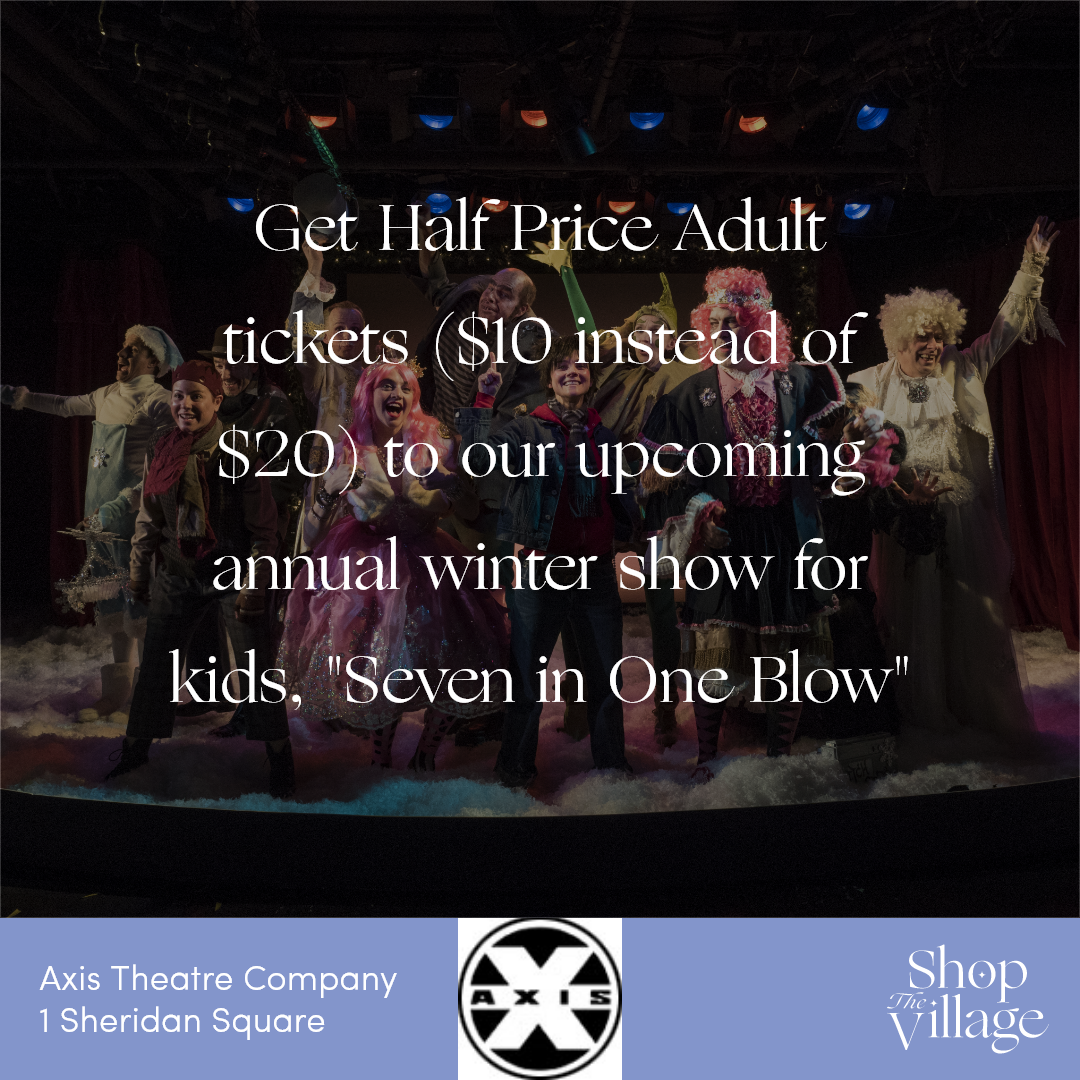 Get Half Price Adult
tickets ($10 instead of
$20) to our upcoming
annual winter show for
kids, "Seven in One Blow"
Axis Theatre Company
1 Sheridan Square
AXIS
Shop
The
Village